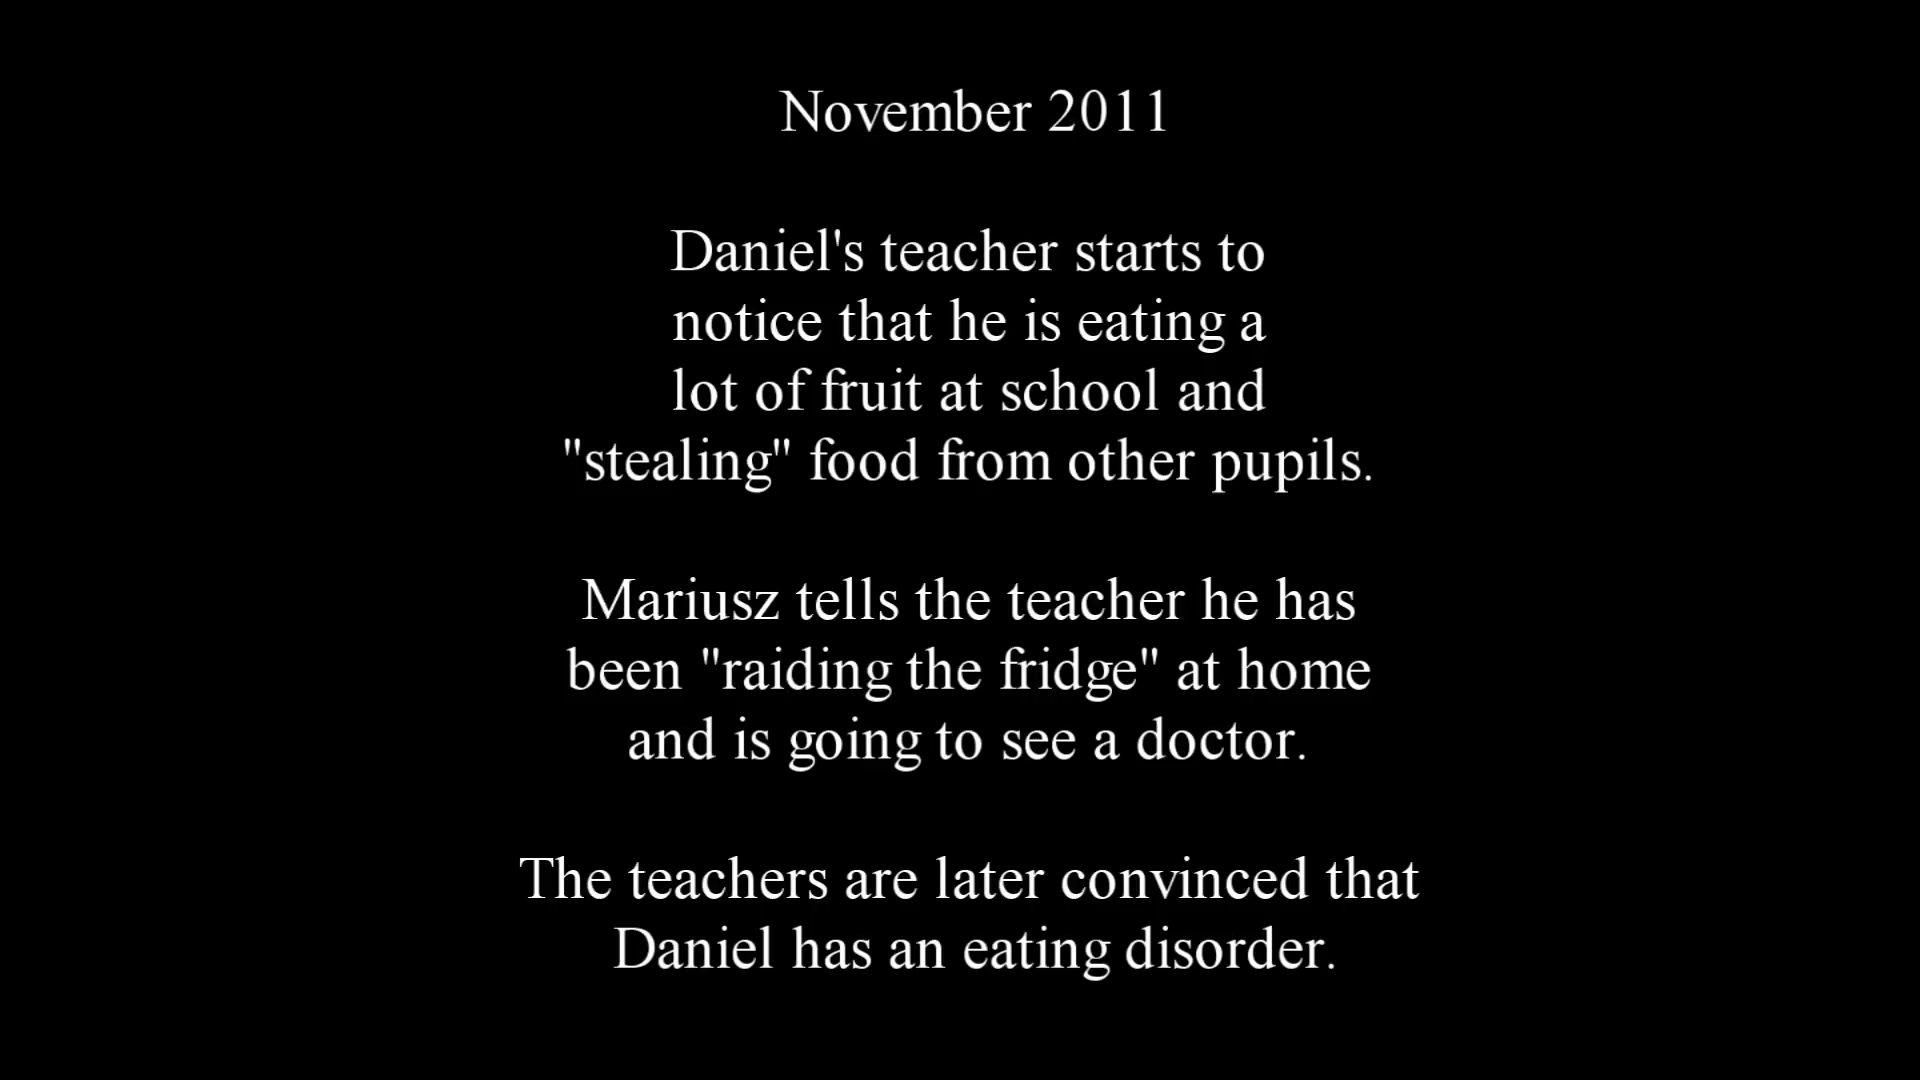 November 2011
Daniel's teacher starts to
notice that he is eating a
lot of fruit at school and
"stealing" food from other pupils.
Mariusz tells the teacher he has
been "raiding the fridge" at home
and is going to see a doctor.
The teachers are later convinced that
Daniel has an eating disorder.